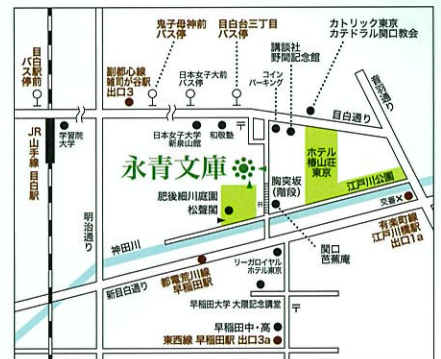 鬼子母神前
バス停
目白台三丁目
バス停
カトリック東京
カテドラル関口教会
目白駅前
バス停
副都心線
雑司が谷駅
出口3
日本女子大前
バス停
講談社
野間記念館
コイン
パーキング
音羽通り
目白通り
学習院
大学
日本女子大学
新泉山館
和敬塾
JR山手線 目白駅
永青文庫
ホテル
椿山荘
東京
江戸川公園
胸突坂
(階段)
肥後細川庭園
松聲閣
明治通り
交番
有楽町線
江戸川橋駅
出口1a
神田川
関口
芭蕉庵
都電荒川線
早稲田駅
リーガロイヤル
ホテル東京
新目白通り
早稲田大学 大隈記念講堂
早稲田中・高
東西線 早稲田駅 出口3a